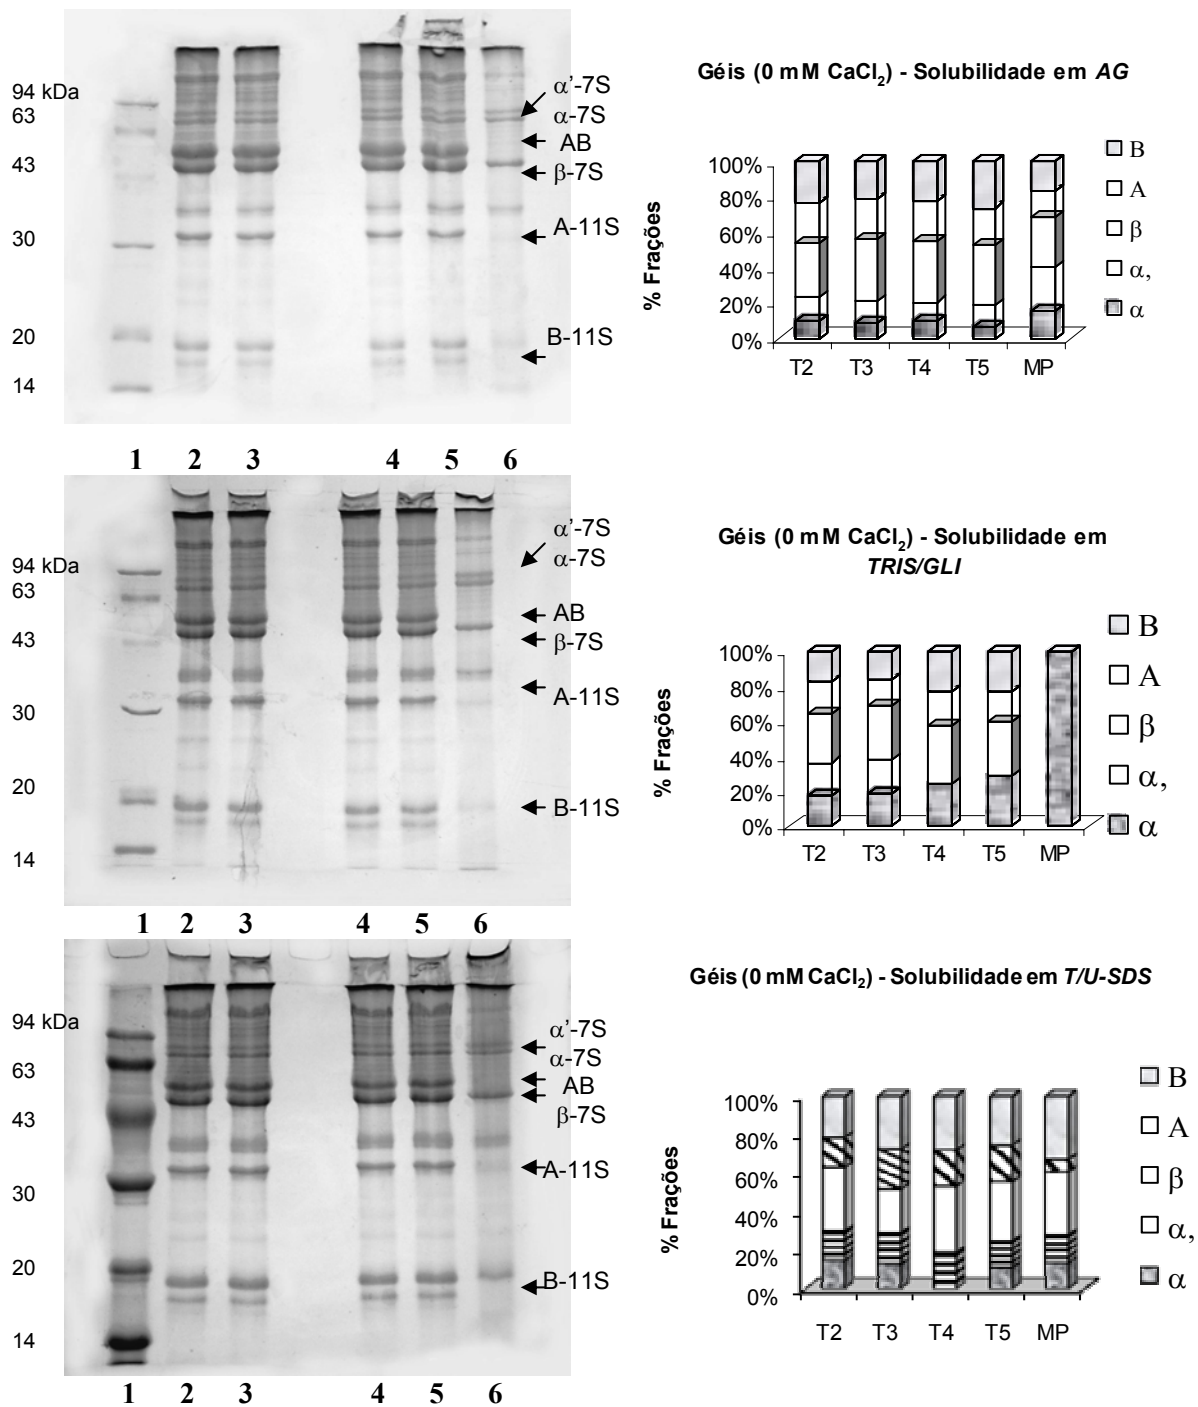 94 kDa
63
43
30
20
14
α'-7S
α-7S
AB
β-7S
A-11S
B-11S
1 2 3 4 5 6
Géis (0 mM CaCl2) - Solubilidade em AG
% Frações
100%
80%
60%
40%
20%
0%
T2 T3 T4 T5 MP
B
A
β
α,
α
94 kDa
63
43
30
20
14
α'-7S
α-7S
AB
β-7S
A-11S
B-11S
1 2 3 4 5 6
Géis (0 mM CaCl2) - Solubilidade em
TRIS/GLI
% Frações
100%
80%
60%
40%
20%
0%
T2 T3 T4 T5 MP
B
A
β
α,
α
94 kDa
63
43
30
20
14
α'-7S
α-7S
AB
β-7S
A-11S
B-11S
1 2 3 4 5 6
Géis (0 mM CaCl2) - Solubilidade em T/U-SDS
% Frações
100%
80%
60%
40%
20%
0%
T2 T3 T4 T5 MP
B
A
β
α,
α